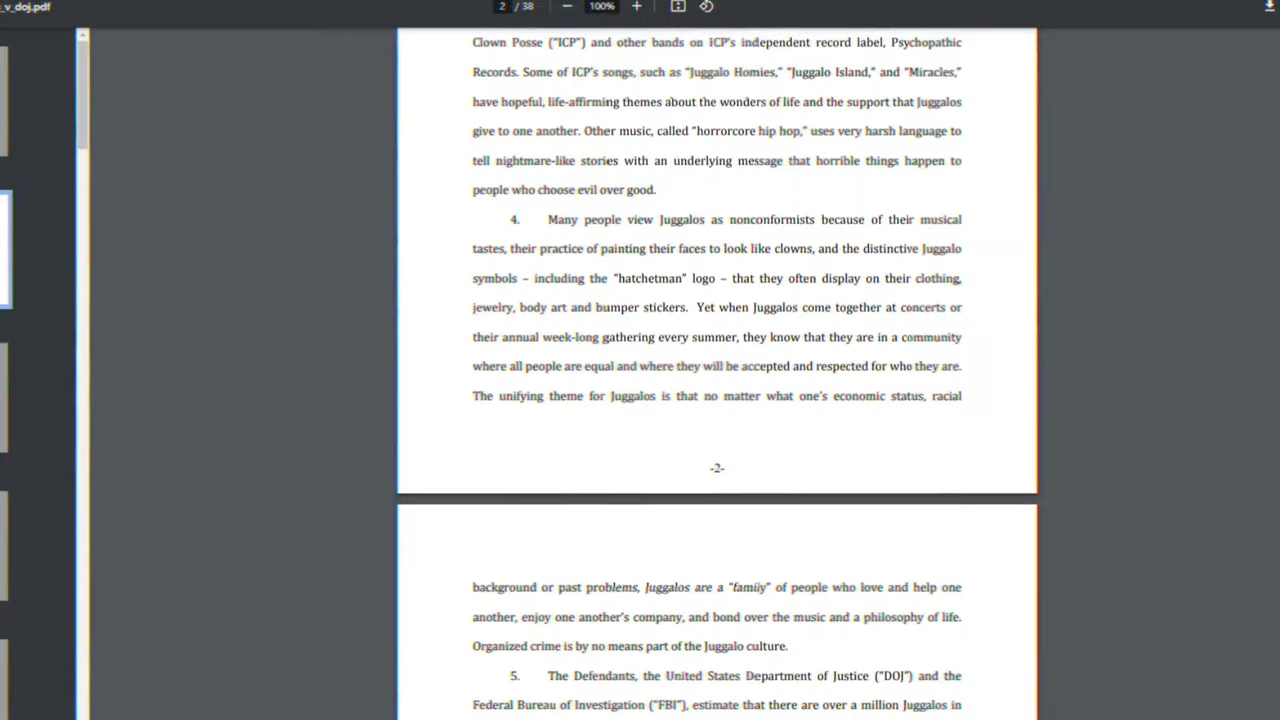 _v_doj.pdf
2 / 38
100%
Clown Posse (“ICP”) and other bands on ICP’s independent record label, Psychopathic
Records. Some of ICP’s songs, such as “Juggalo Homies,” “Juggalo Island,” and “Miracles,”
have hopeful, life-affirming themes about the wonders of life and the support that Juggalos
give to one another. Other music, called “horrorcore hip hop,” uses very harsh language to
tell nightmare-like stories with an underlying message that horrible things happen to
people who choose evil over good.
4. Many people view Juggalos as nonconformists because of their musical
tastes, their practice of painting their faces to look like clowns, and the distinctive Juggalo
symbols – including the “hatchetman” logo – that they often display on their clothing,
jewelry, body art and bumper stickers. Yet when Juggalos come together at concerts or
their annual week-long gathering every summer, they know that they are in a community
where all people are equal and where they will be accepted and respected for who they are.
The unifying theme for Juggalos is that no matter what one’s economic status, racial
-2-
background or past problems, Juggalos are a “family” of people who love and help one
another, enjoy one another’s company, and bond over the music and a philosophy of life.
Organized crime is by no means part of the Juggalo culture.
5. The Defendants, the United States Department of Justice (“DOJ”) and the
Federal Bureau of Investigation (“FBI”), estimate that there are over a million Juggalos in